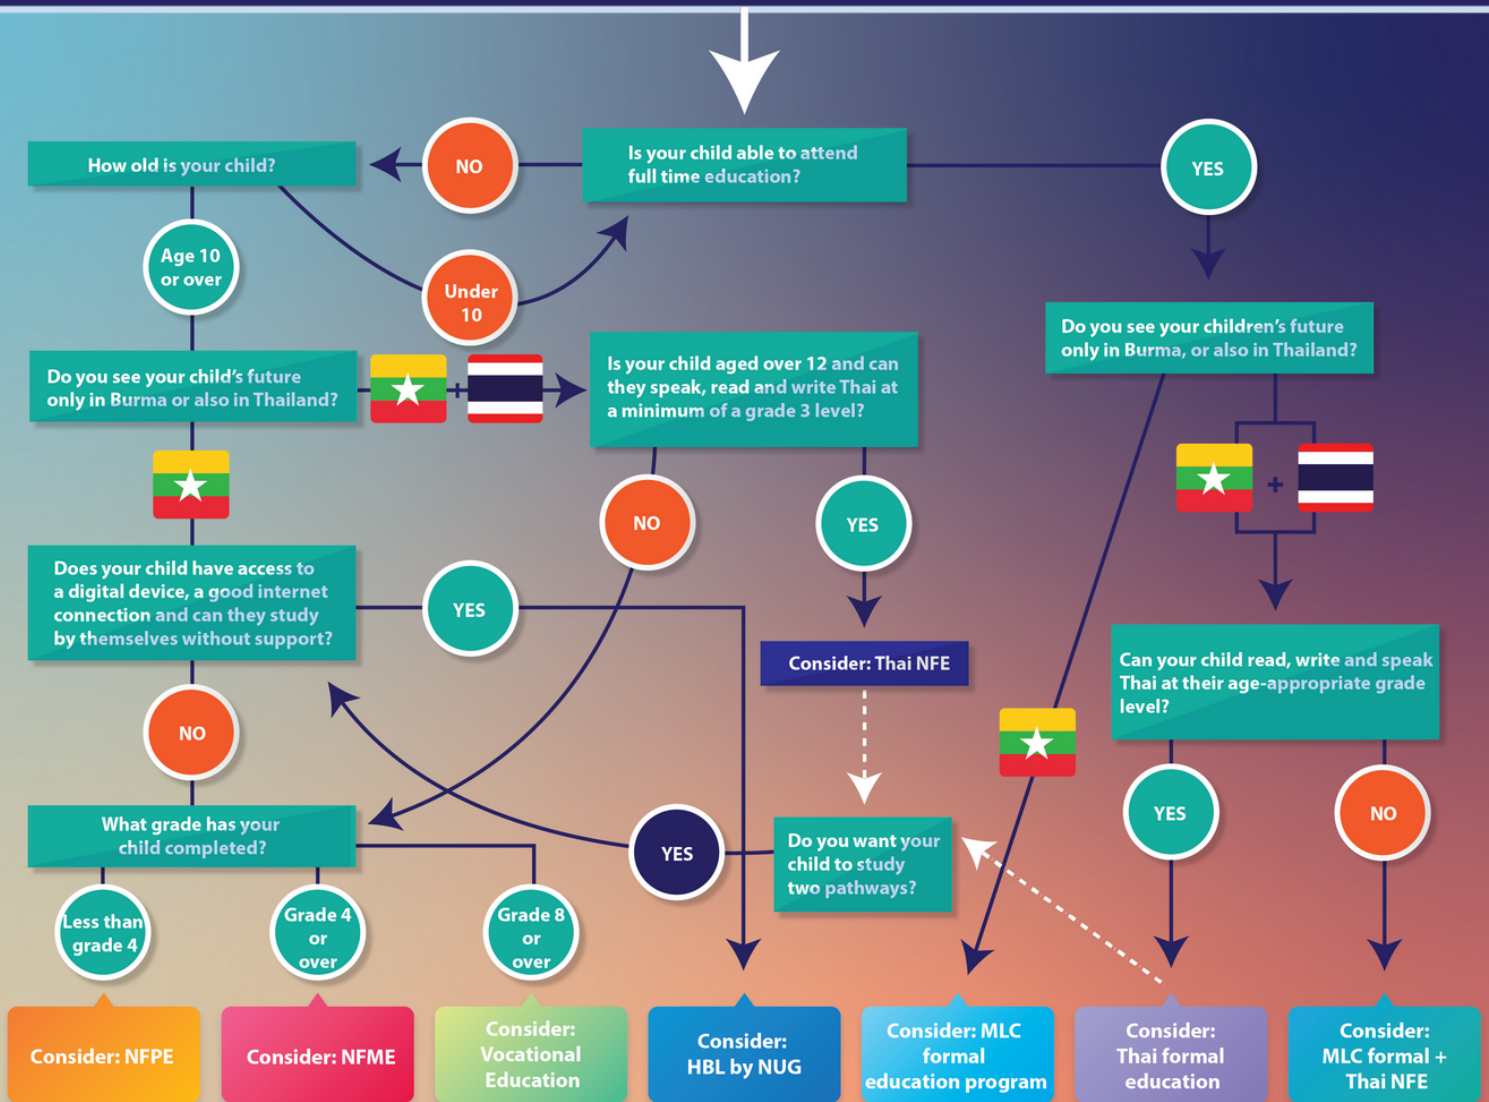 Is your child able to attend
full time education?
NO
YES
How old is your child?
Age 10
or over
Under
10
Do you see your child's future
only in Burma or also in Thailand?
+
Is your child aged over 12 and can
they speak, read and write Thai at
a minimum of a grade 3 level?
Do you see your children's future
only in Burma, or also in Thailand?
+
NO
YES
Does your child have access to
a digital device, a good internet
connection and can they study
by themselves without support?
YES
Consider: Thai NFE
Can your child read, write and speak
Thai at their age-appropriate grade
level?
NO
YES
NO
What grade has your
child completed?
YES
Do you want your
child to study
two pathways?
Less than
grade 4
Grade 4
or
over
Grade 8
or
over
Consider: NFPE
Consider: NFME
Consider:
Vocational
Education
Consider:
HBL by NUG
Consider: MLC
formal
education program
Consider:
Thai formal
education
Consider:
MLC formal +
Thai NFE